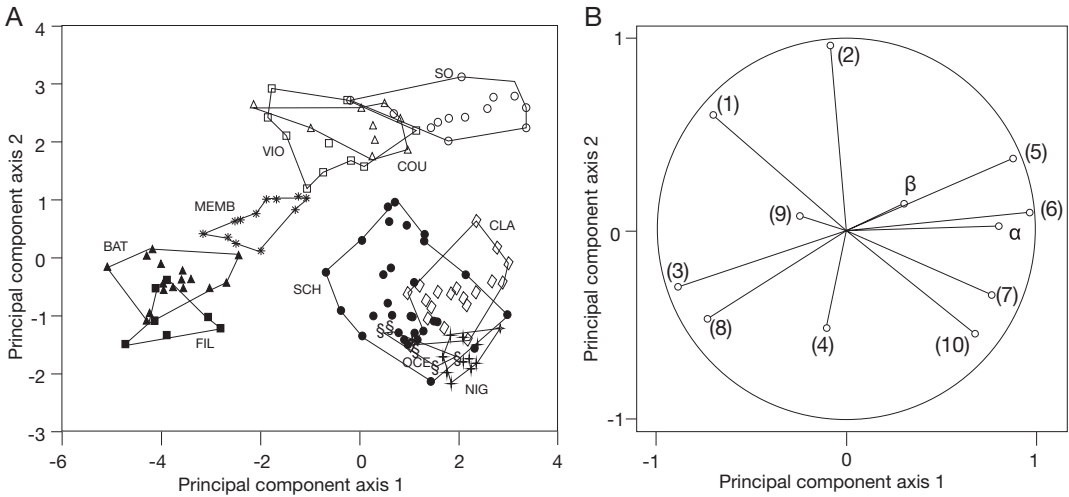 A
4
3
2
1
0
-1
-2
-3
-6
-4
-2
0
2
4
Principal component axis 2
Principal component axis 1
SO
VIO
COU
MEMB
BAT
CLA
SCH
FIL
OCE
NIG
§ § § § § §
B
1
0
-1
-1
0
1
Principal component axis 2
Principal component axis 1
(2)
(1)
(5)
β
(6)
(9)
α
(3)
(7)
(8)
(4)
(10)